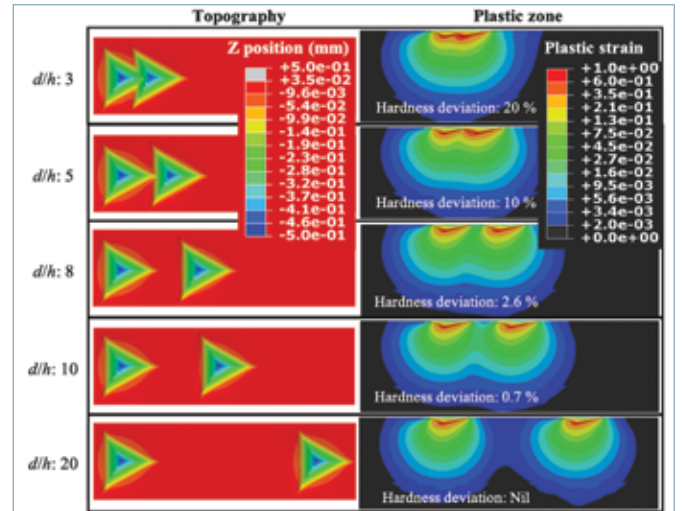 Topography
Plastic zone
d/h: 3
Z position (mm)
+5.0e-01
+3.5e-02
-9.6e-03
-5.4e-02
-9.9e-02
-1.4e-01
-1.9e-01
-2.3e-01
-2.8e-01
-3.2e-01
-3.7e-01
-4.1e-01
-4.6e-01
-5.0e-01
Hardness deviation: 20 %
Plastic strain
+1.0e+00
+6.0e-01
+3.5e-01
+2.1e-01
+1.3e-01
+7.5e-02
+4.5e-02
+2.7e-02
+1.6e-02
+9.5e-03
+5.6e-03
+3.4e-03
+2.0e-03
+0.0e+00
d/h: 5
Hardness deviation: 10 %
d/h: 8
Hardness deviation: 2.6 %
d/h: 10
Hardness deviation: 0.7 %
d/h: 20
Hardness deviation: Nil